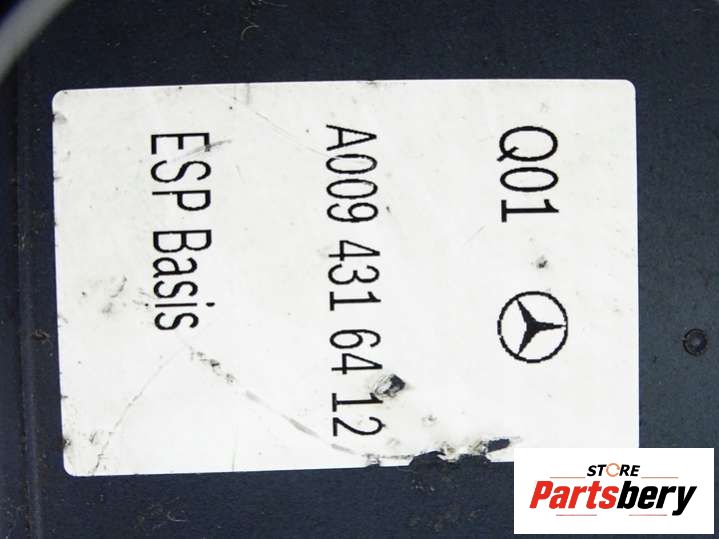 Q01
A009 431 64 12
ESP Basis
STORE
Partsbery